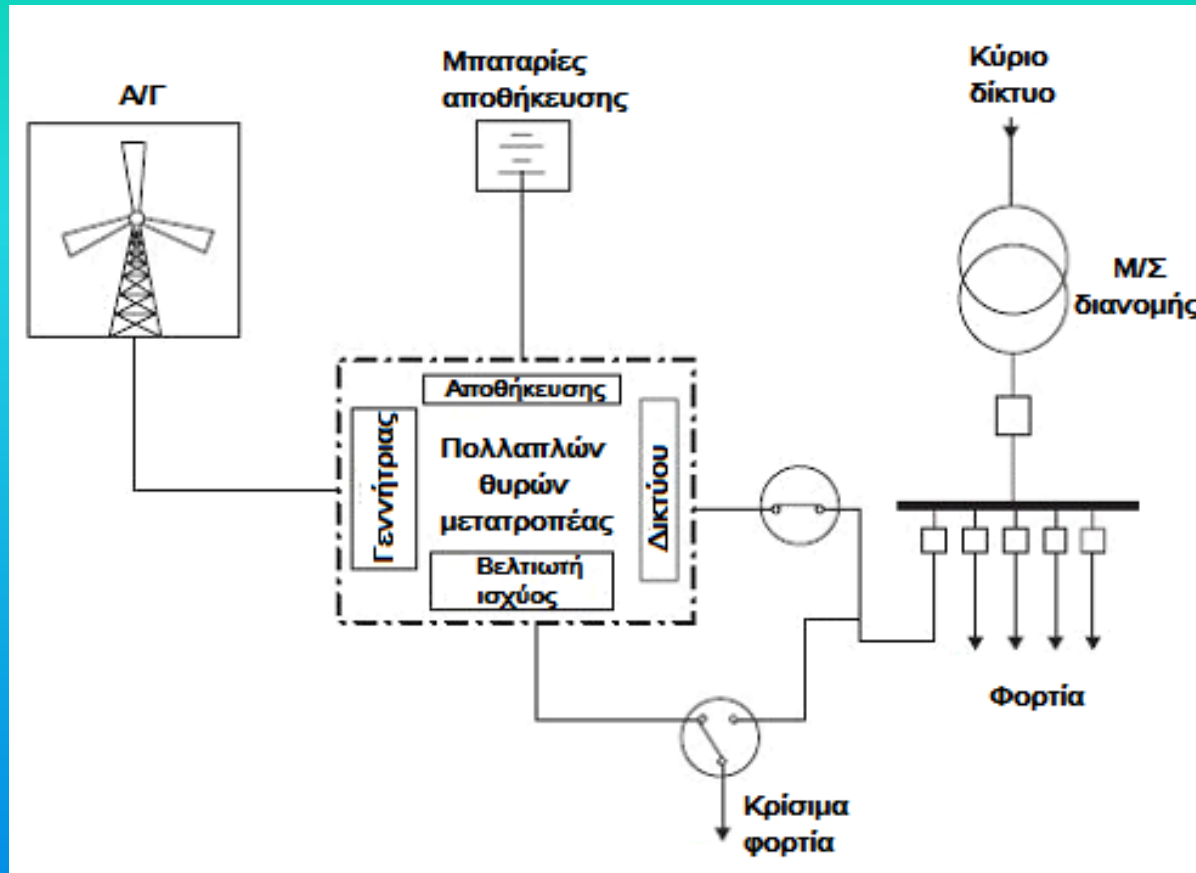 Α/Γ
Μπαταρίες
αποθήκευσης
Κύριο
δίκτυο
Μ/Σ
διανομής
Αποθήκευσης
Γεννήτριας
Πολλαπλών
θυρών
μετατροπέας
Δικτύου
Βελτιωτή
ισχύος
Φορτία
Κρίσιμα
φορτία